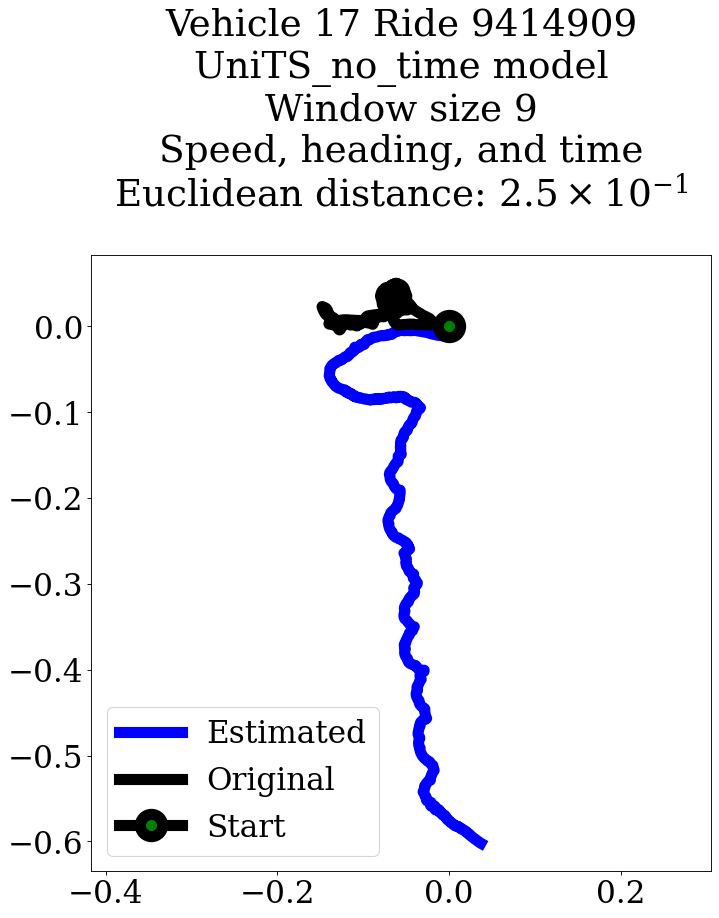 Vehicle 17 Ride 9414909
UniTS_no_time model
Window size 9
Speed, heading, and time
Euclidean distance: 2.5 × 10⁻¹
0.0
−0.1
−0.2
−0.3
−0.4
−0.5
−0.6
Estimated
Original
Start
−0.4 −0.2 0.0 0.2